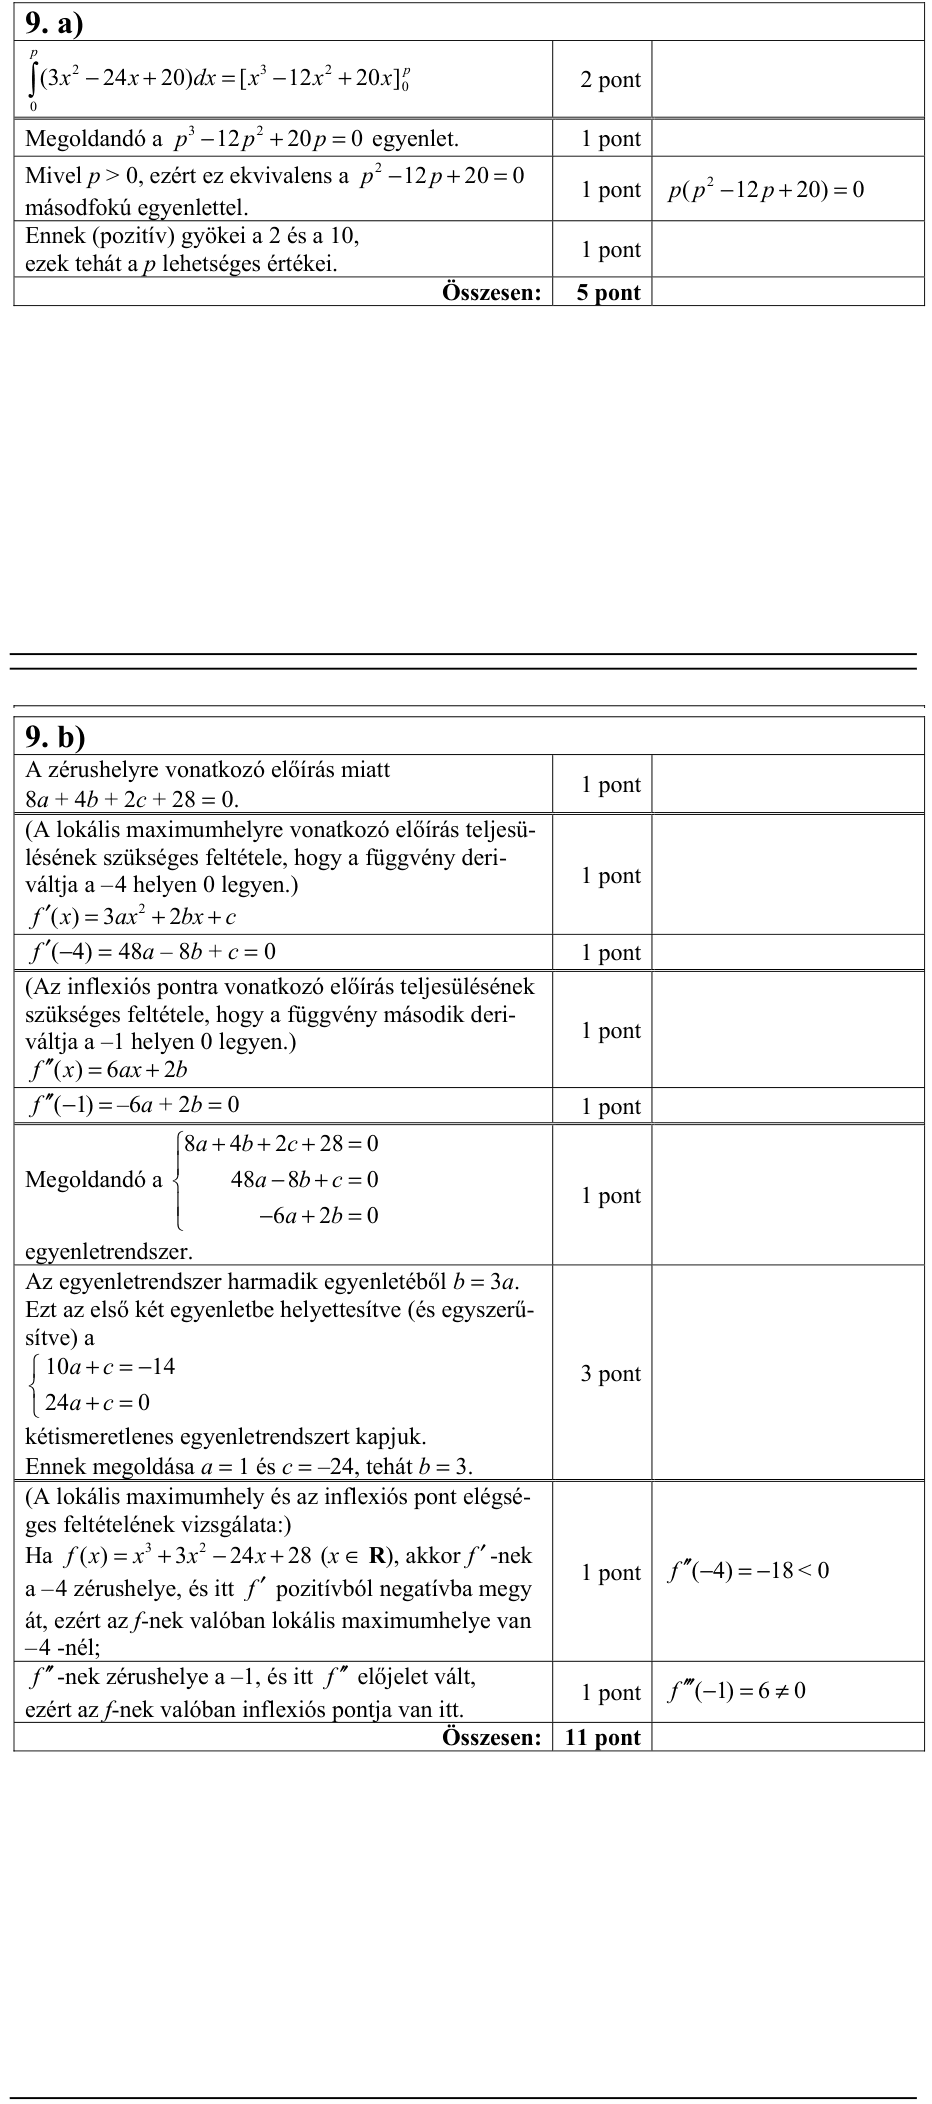 9. a)
∫₀ᵖ(3x² − 24x + 20)dx = [x³ − 12x² + 20x]₀ᵖ 2 pont
Megoldandó a p³ − 12p² + 20p = 0 egyenlet. 1 pont
Mivel p > 0, ezért ez ekvivalens a p² − 12p + 20 = 0
másodfokú egyenlettel. 1 pont p(p² − 12p + 20) = 0
Ennek (pozitív) gyökei a 2 és a 10,
ezek tehát a p lehetséges értékei. 1 pont
Összesen: 5 pont
9. b)
A zérushelyre vonatkozó előírás miatt
8a + 4b + 2c + 28 = 0. 1 pont
(A lokális maximumhelyre vonatkozó előírás teljesü-
lésének szükséges feltétele, hogy a függvény deri-
váltja a –4 helyen 0 legyen.) 1 pont
f′(x) = 3ax² + 2bx + c
f′(−4) = 48a – 8b + c = 0 1 pont
(Az inflexiós pontra vonatkozó előírás teljesülésének
szükséges feltétele, hogy a függvény második deri-
váltja a –1 helyen 0 legyen.) 1 pont
f″(x) = 6ax + 2b
f″(−1) = –6a + 2b = 0 1 pont
8a + 4b + 2c + 28 = 0
Megoldandó a { 48a − 8b + c = 0 1 pont
−6a + 2b = 0
egyenletrendszer.
Az egyenletrendszer harmadik egyenletéből b = 3a.
Ezt az első két egyenletbe helyettesítve (és egyszerű-
sítve) a
{ 10a + c = −14 3 pont
24a + c = 0
kétismeretlenes egyenletrendszert kapjuk.
Ennek megoldása a = 1 és c = –24, tehát b = 3.
(A lokális maximumhely és az inflexiós pont elégsé-
ges feltételének vizsgálata:)
Ha f(x) = x³ + 3x² − 24x + 28 (x ∈ R), akkor f′-nek
a –4 zérushelye, és itt f′ pozitívból negatívba megy 1 pont f″(−4) = −18 < 0
át, ezért az f-nek valóban lokális maximumhelye van
–4 -nél;
f″-nek zérushelye a –1, és itt f″ előjelet vált,
ezért az f-nek valóban inflexiós pontja van itt. 1 pont f‴(−1) = 6 ≠ 0
Összesen: 11 pont